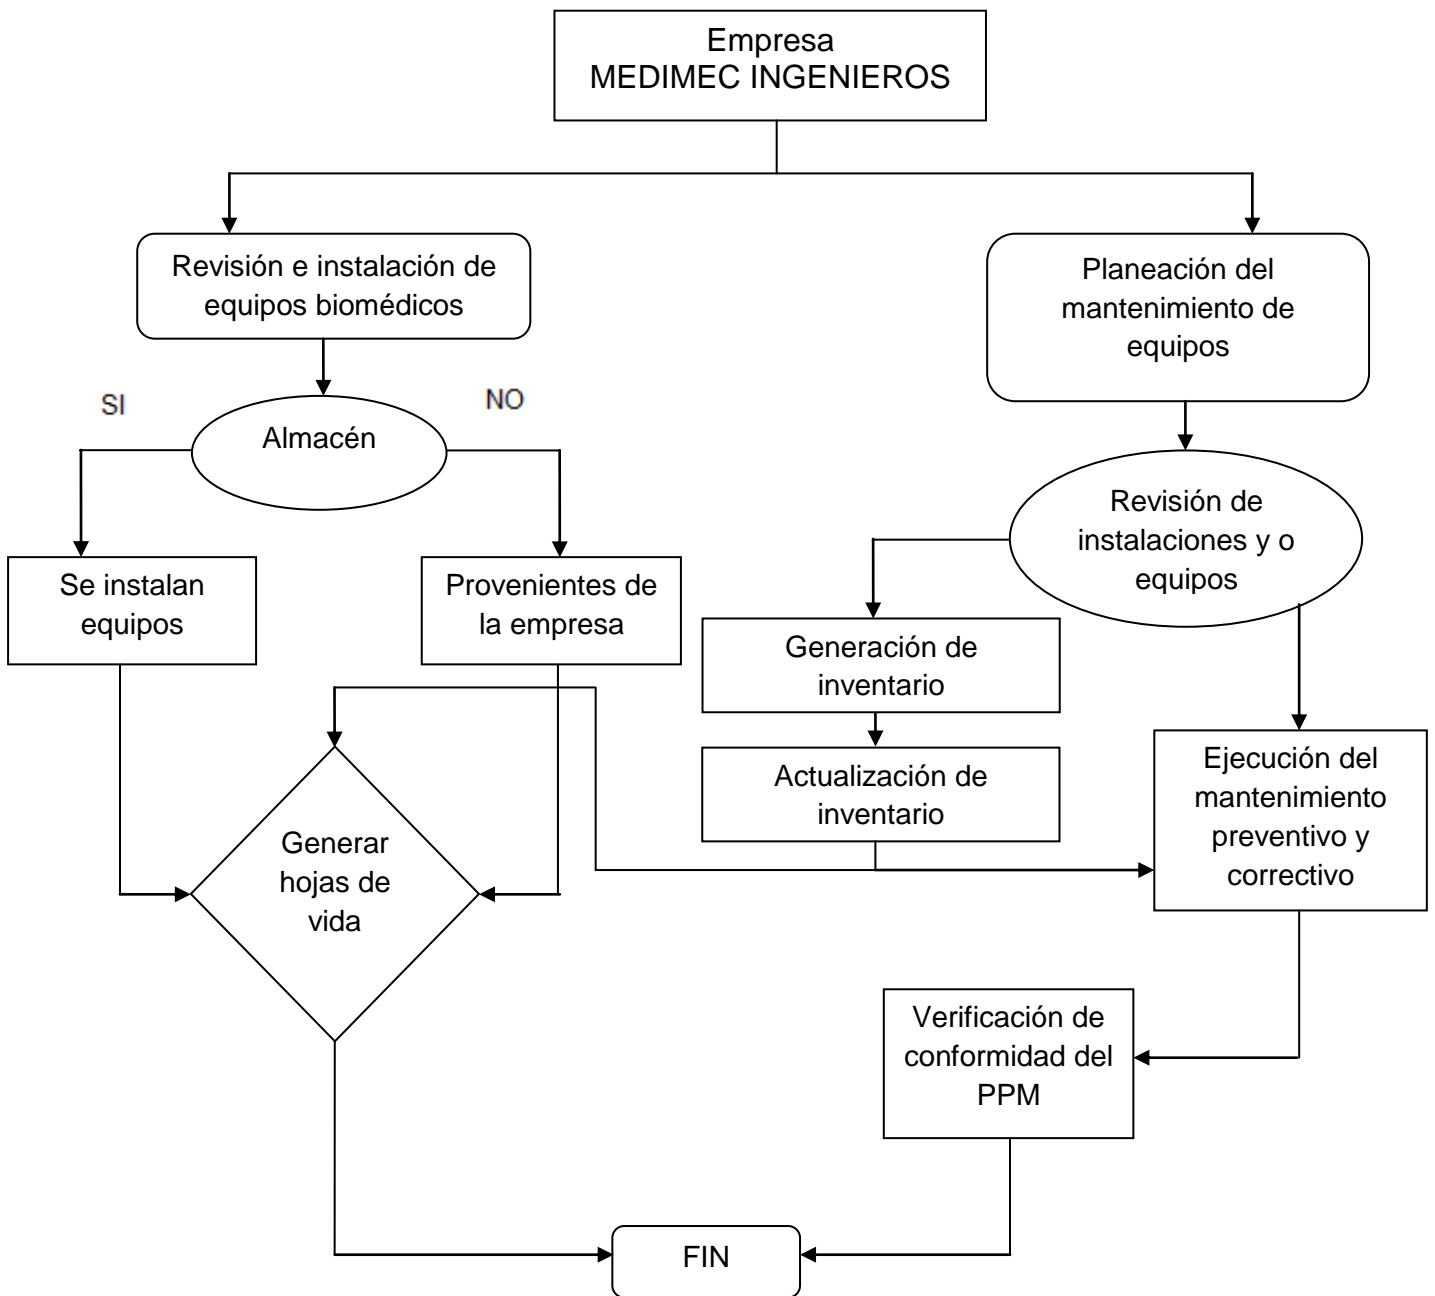 Empresa
MEDIMEC INGENIEROS
Revisión e instalación de
equipos biomédicos
Planeación del
mantenimiento de
equipos
SI
NO
Almacén
Revisión de
instalaciones y o
equipos
Se instalan
equipos
Provenientes de
la empresa
Generación de
inventario
Actualización de
inventario
Ejecución del
mantenimiento
preventivo y
correctivo
Generar
hojas de
vida
Verificación de
conformidad del
PPM
FIN